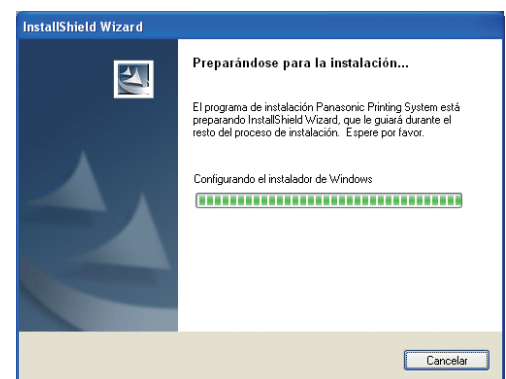 InstallShield Wizard
Preparándose para la instalación...
El programa de instalación Panasonic Printing System está
preparando InstallShield Wizard, que le guiará durante el
resto del proceso de instalación. Espere por favor.
Configurando el instalador de Windows
Cancelar